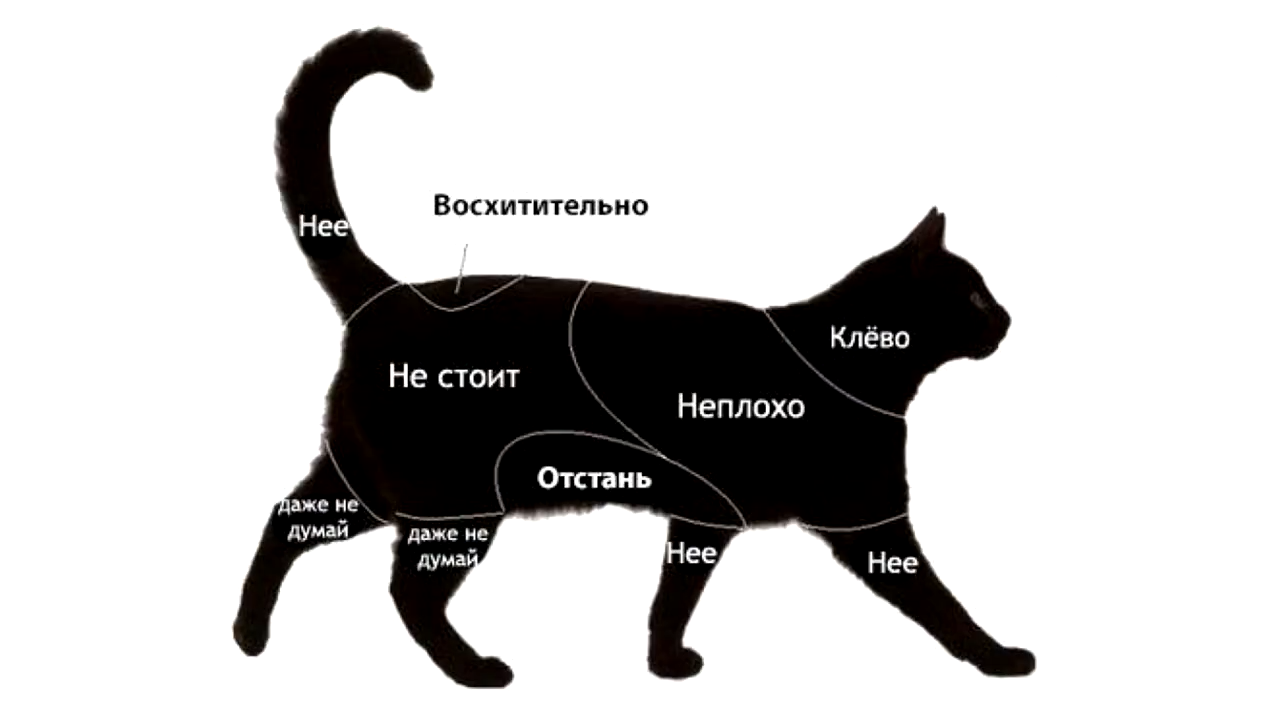 Восхитительно
Нее
Клёво
Не стоит
Неплохо
Отстань
даже не
думай
даже не
думай
Нее
Нее